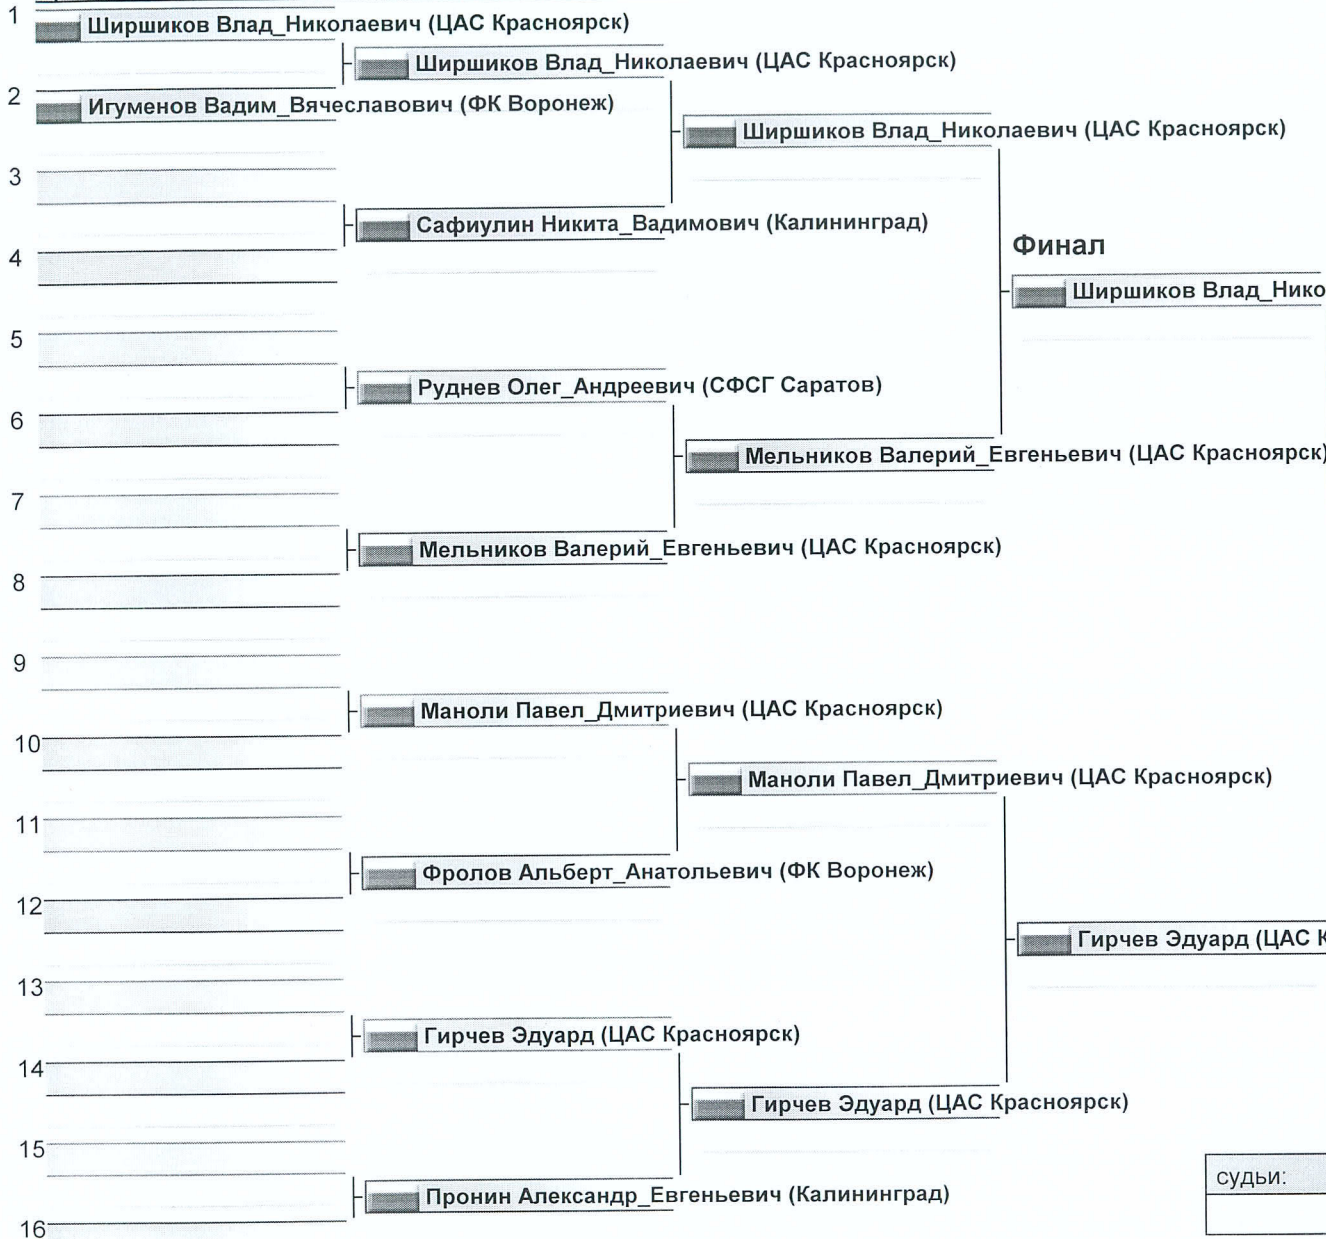 1
Ширшиков Влад_Николаевич (ЦАС Красноярск)
Ширшиков Влад_Николаевич (ЦАС Красноярск)
2
Игуменов Вадим_Вячеславович (ФК Воронеж)
Ширшиков Влад_Николаевич (ЦАС Красноярск)
3
Сафиулин Никита_Вадимович (Калининград)
4
Финал
Ширшиков Влад_Нико
5
Руднев Олег_Андреевич (СФСГ Саратов)
6
Мельников Валерий_Евгеньевич (ЦАС Красноярск)
7
Мельников Валерий_Евгеньевич (ЦАС Красноярск)
8
9
Маноли Павел_Дмитриевич (ЦАС Красноярск)
10
Маноли Павел_Дмитриевич (ЦАС Красноярск)
11
Фролов Альберт_Анатольевич (ФК Воронеж)
12
Гирчев Эдуард (ЦАС К
13
Гирчев Эдуард (ЦАС Красноярск)
14
Гирчев Эдуард (ЦАС Красноярск)
15
судьи:
Пронин Александр_Евгеньевич (Калининград)
16